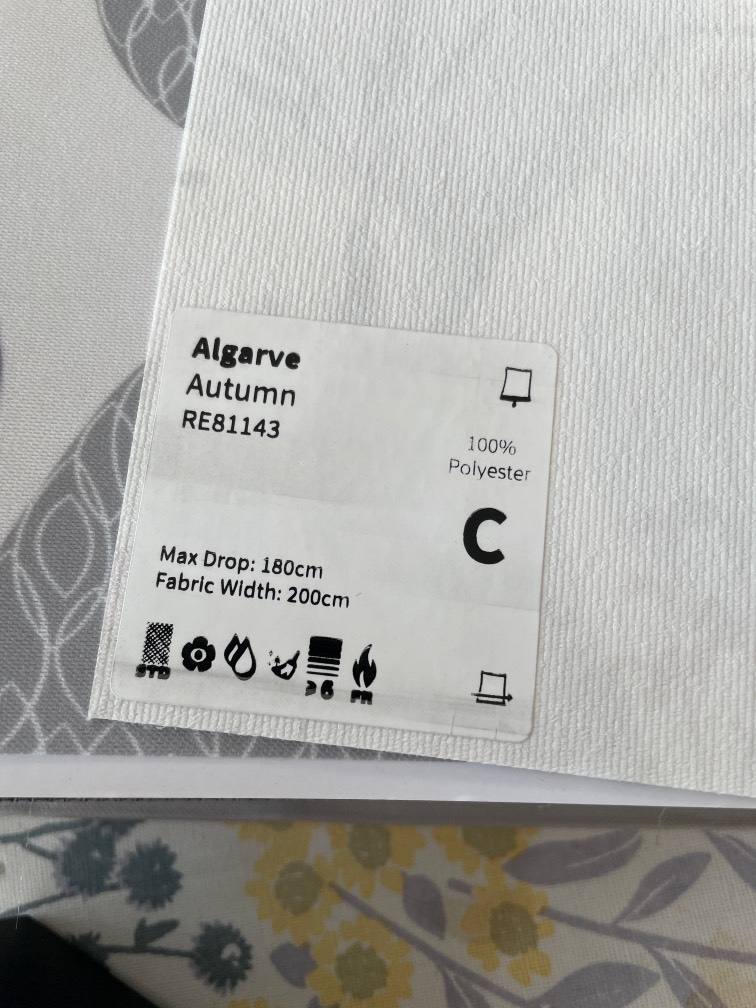 Algarve
Autumn
RE81143
100%
Polyester
C
Max Drop: 180cm
Fabric Width: 200cm
STD
>6
FR